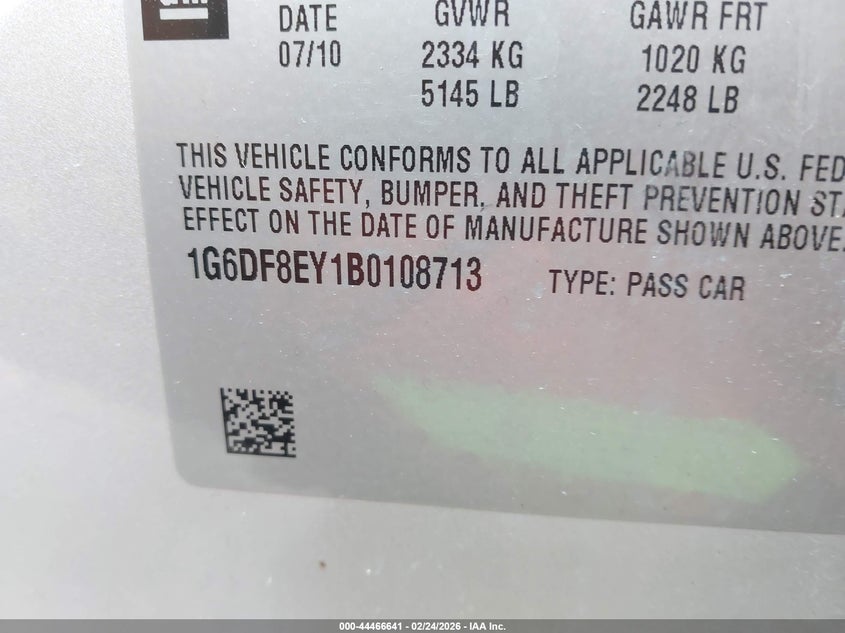 DATE GVWR GAWR FRT
07/10 2334 KG 1020 KG
5145 LB 2248 LB
THIS VEHICLE CONFORMS TO ALL APPLICABLE U.S. FED
VEHICLE SAFETY, BUMPER, AND THEFT PREVENTION STA
EFFECT ON THE DATE OF MANUFACTURE SHOWN ABOVE.
1G6DF8EY1B0108713 TYPE: PASS CAR
000-44466641 - 02/24/2026 - IAA Inc.